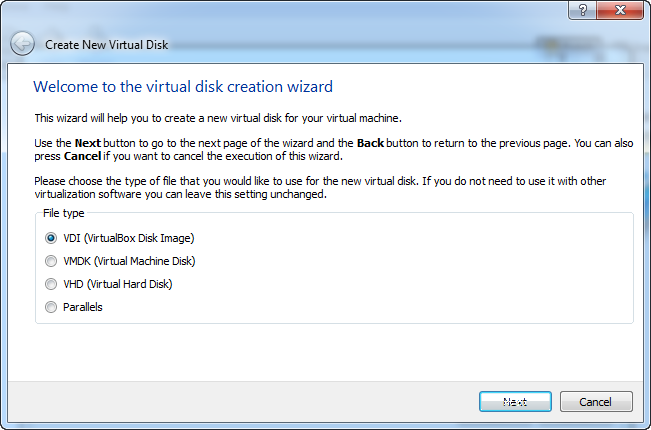 Create New Virtual Disk
Welcome to the virtual disk creation wizard
This wizard will help you to create a new virtual disk for your virtual machine.
Use the Next button to go to the next page of the wizard and the Back button to return to the previous page. You can also
press Cancel if you want to cancel the execution of this wizard.
Please choose the type of file that you would like to use for the new virtual disk. If you do not need to use it with other
virtualization software you can leave this setting unchanged.
File type
VDI (VirtualBox Disk Image)
VMDK (Virtual Machine Disk)
VHD (Virtual Hard Disk)
Parallels
Next
Cancel